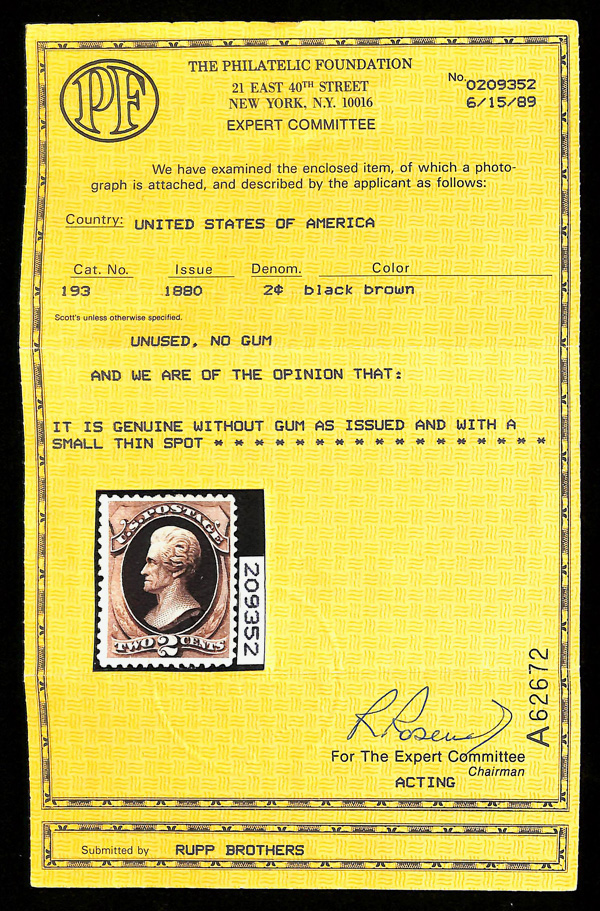 PF
THE PHILATELIC FOUNDATION
21 EAST 40TH STREET
NEW YORK, N.Y. 10016
EXPERT COMMITTEE
No. 0209352
6/15/89
We have examined the enclosed item, of which a photo-
graph is attached, and described by the applicant as follows:
Country: UNITED STATES OF AMERICA
Cat. No. Issue Denom. Color
193 1880 2¢ black brown
Scott's unless otherwise specified.
UNUSED, NO GUM
AND WE ARE OF THE OPINION THAT:
IT IS GENUINE WITHOUT GUM AS ISSUED AND WITH A
SMALL THIN SPOT * * * * * * * * * * * * * * * * * *
U.S. POSTAGE
TWO 2 CENTS
209352
A 62672
For The Expert Committee
Chairman
ACTING
Submitted by RUPP BROTHERS